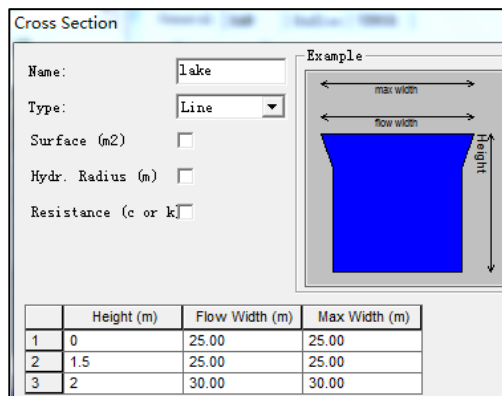 Cross Section
Name: lake
Type: Line
Surface (m2)
Hydr. Radius (m)
Resistance (c or k)
Example
max width
flow width
Height
Height (m) Flow Width (m) Max Width (m)
1 0 25.00 25.00
2 1.5 25.00 25.00
3 2 30.00 30.00